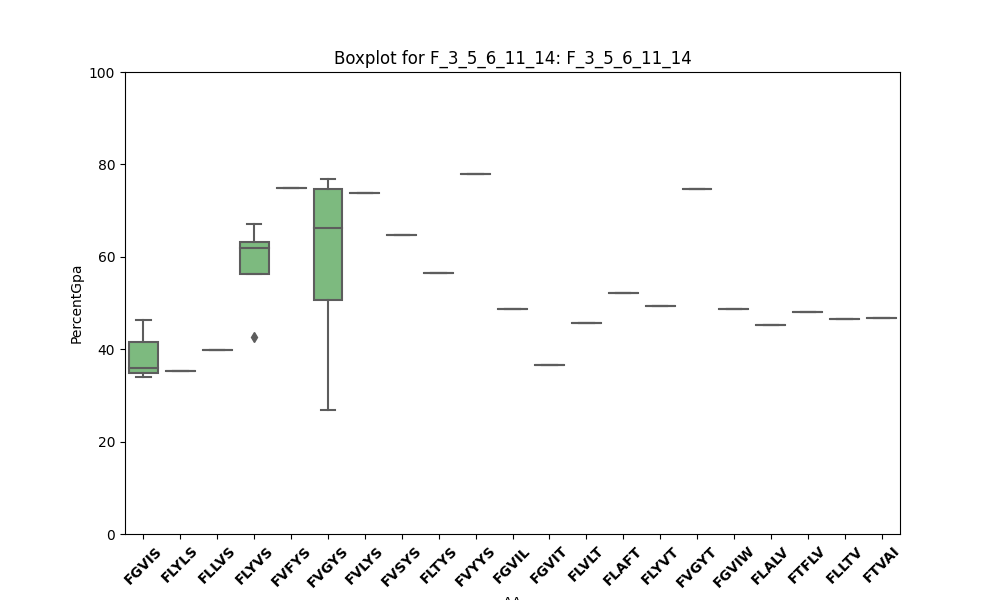 Boxplot for F_3_5_6_11_14: F_3_5_6_11_14
100
80
60
40
20
0
PercentGpa
FGVIS
FLYLS
FLLVS
FLYVS
FVFYS
FVGYS
FVLYS
FVSYS
FLTYS
FVYYS
FGVIL
FGVIT
FLVLT
FLAFT
FLYVT
FVGYT
FGVIW
FLALV
FTFLV
FLLTV
FTVAI